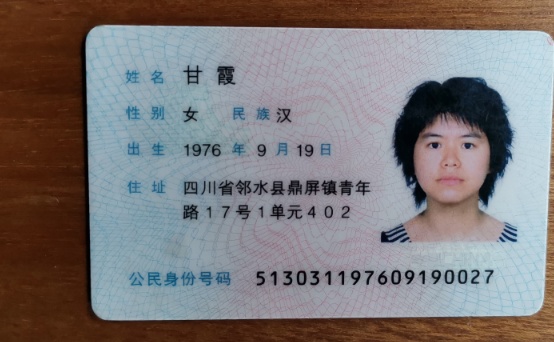 姓名 甘霞
性别 女 民族 汉
出生 1976 年 9 月 19 日
住址 四川省邻水县鼎屏镇青年
路17号1单元402
公民身份号码 513031197609190027